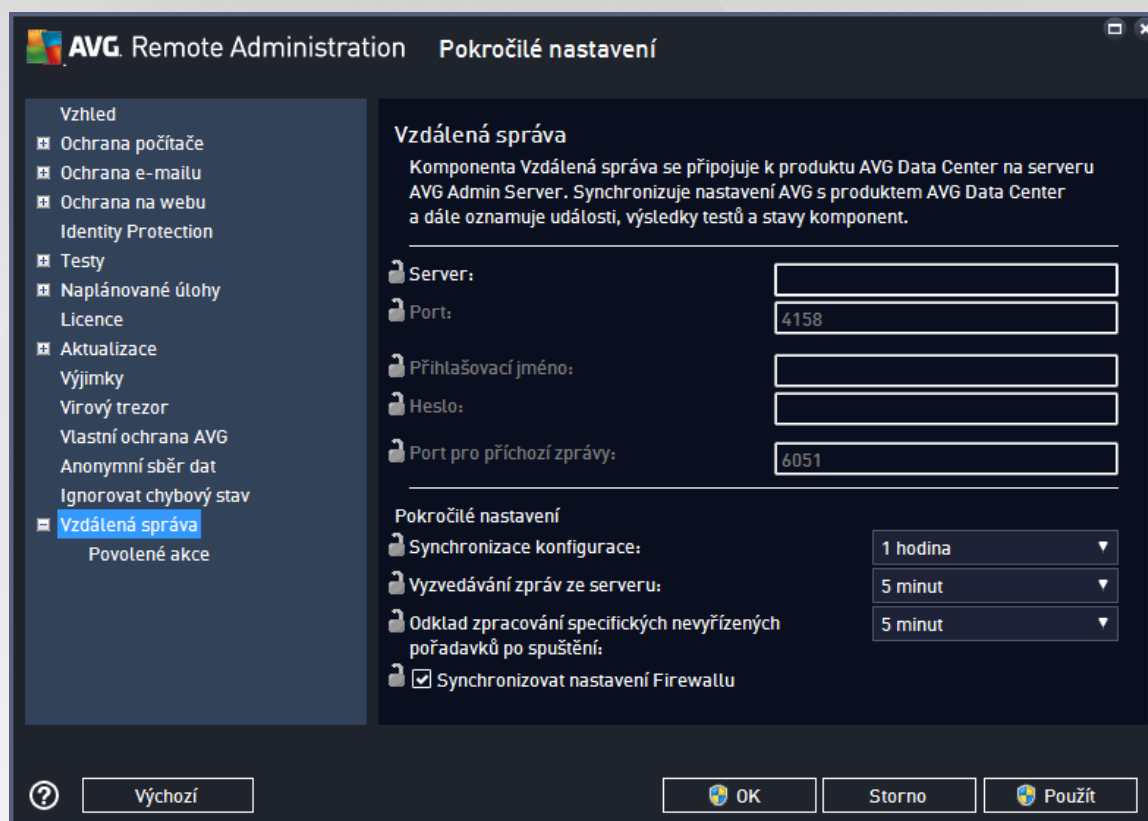 AVG. Remote Administration Pokročilé nastavení
Vzhled
Ochrana počítače
Ochrana e-mailu
Ochrana na webu
Identity Protection
Testy
Naplánované úlohy
Licence
Aktualizace
Výjimky
Virový trezor
Vlastní ochrana AVG
Anonymní sběr dat
Ignorovat chybový stav
Vzdálená správa
Povolené akce
Vzdálená správa
Komponenta Vzdálená správa se připojuje k produktu AVG Data Center na serveru
AVG Admin Server. Synchronizuje nastavení AVG s produktem AVG Data Center
a dále oznamuje události, výsledky testů a stavy komponent.
Server:
Port: 4158
Přihlašovací jméno:
Heslo:
Port pro příchozí zprávy: 6051
Pokročilé nastavení
Synchronizace konfigurace: 1 hodina
Vyzvedávání zpráv ze serveru: 5 minut
Odklad zpracování specifických nevyřízených 5 minut
pořadavků po spuštění:
Synchronizovat nastavení Firewallu
? Výchozí OK Storno Použít